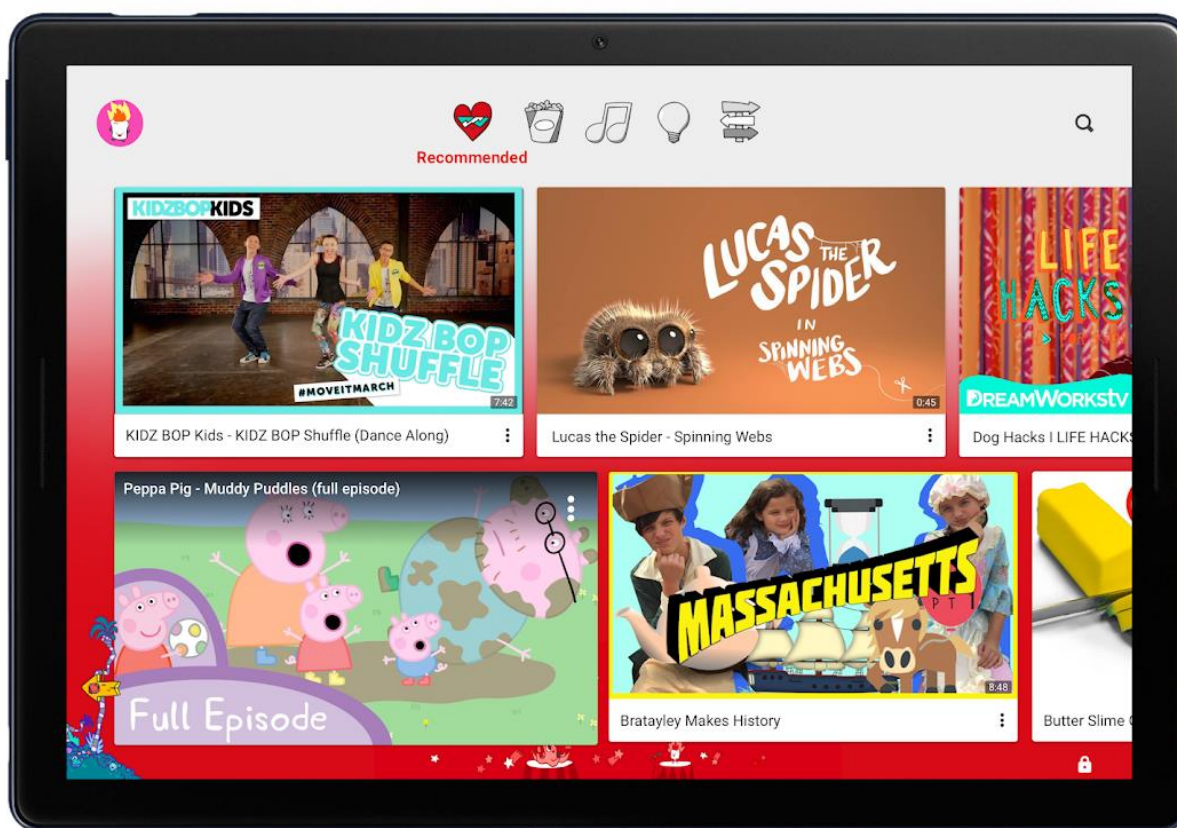 Recommended
KIDZBOPKIDS
KIDZ BOP
SHUFFLE
#MOVEITMARCH
7:42
KIDZ BOP Kids - KIDZ BOP Shuffle (Dance Along)
LUCAS
THE
SPIDER
IN
SPINNING
WEBS
0:45
Lucas the Spider - Spinning Webs
LIFE
HACKS
DREAMWORKStv
Dog Hacks I LIFE HACKS
Peppa Pig - Muddy Puddles (full episode)
Full Episode
MASSACHUSETTS
PT 1
8:48
Bratayley Makes History
Butter Slime